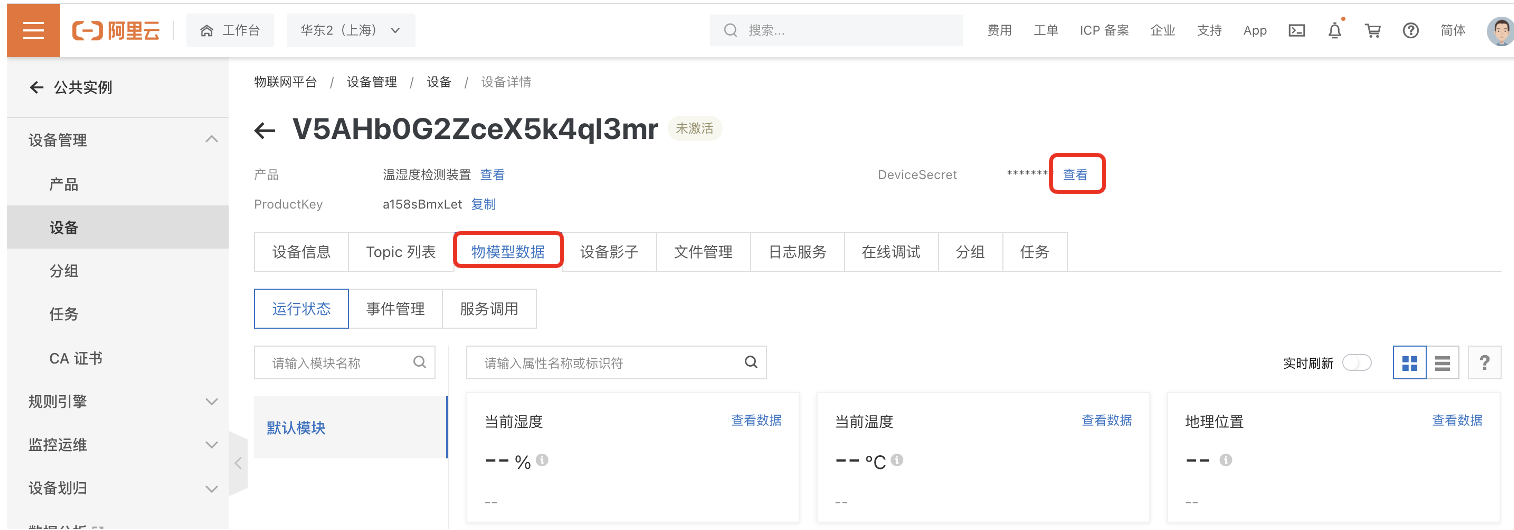 阿里云 工作台 华东2（上海） 搜索... 费用 工单 ICP 备案 企业 支持 App 简体
公共实例
设备管理
产品
设备
分组
任务
CA 证书
规则引擎
监控运维
设备划归
物联网平台 / 设备管理 / 设备 / 设备详情
V5AHb0G2ZceX5k4ql3mr 未激活
产品 温湿度检测装置 查看 DeviceSecret ******* 查看
ProductKey a158sBmxLet 复制
设备信息 Topic 列表 物模型数据 设备影子 文件管理 日志服务 在线调试 分组 任务
运行状态 事件管理 服务调用
请输入模块名称 请输入属性名称或标识符 实时刷新 ?
默认模块
当前湿度 查看数据 当前温度 查看数据 地理位置 查看数据
-- % -- °C --
-- -- --